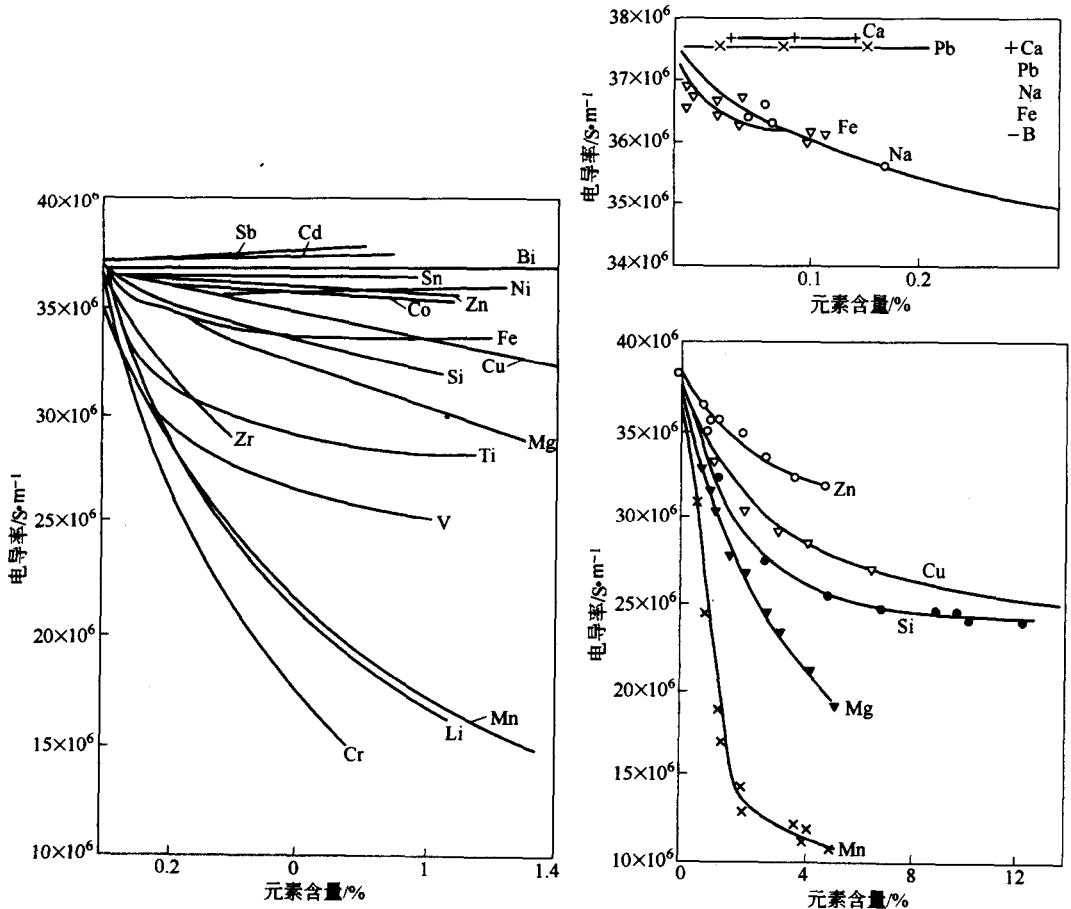 40×10⁶
35×10⁶
30×10⁶
25×10⁶
20×10⁶
15×10⁶
10×10⁶
电导率/S•m⁻¹
Sb
Cd
Bi
Sn
Ni
Co
Zn
Fe
Cu
Si
Mg
Zr
Ti
V
Mn
Li
Cr
0.2
0
1
1.4
元素含量/%
38×10⁶
37×10⁶
36×10⁶
35×10⁶
34×10⁶
电导率/S•m⁻¹
Ca
Pb
+Ca
Pb
Na
Fe
−B
Fe
Na
0.1
0.2
元素含量/%
40×10⁶
35×10⁶
30×10⁶
25×10⁶
20×10⁶
15×10⁶
10×10⁶
电导率/S•m⁻¹
Zn
Cu
Si
Mg
Mn
0
4
8
12
元素含量/%